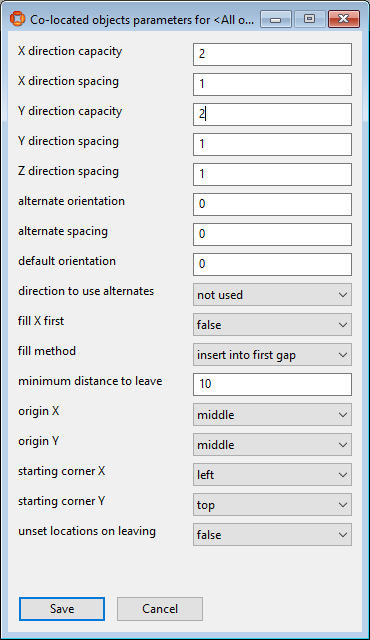 Co-located objects parameters for <All o...
X direction capacity 2
X direction spacing 1
Y direction capacity 2
Y direction spacing 1
Z direction spacing 1
alternate orientation 0
alternate spacing 0
default orientation 0
direction to use alternates not used
fill X first false
fill method insert into first gap
minimum distance to leave 10
origin X middle
origin Y middle
starting corner X left
starting corner Y top
unset locations on leaving false
Save Cancel